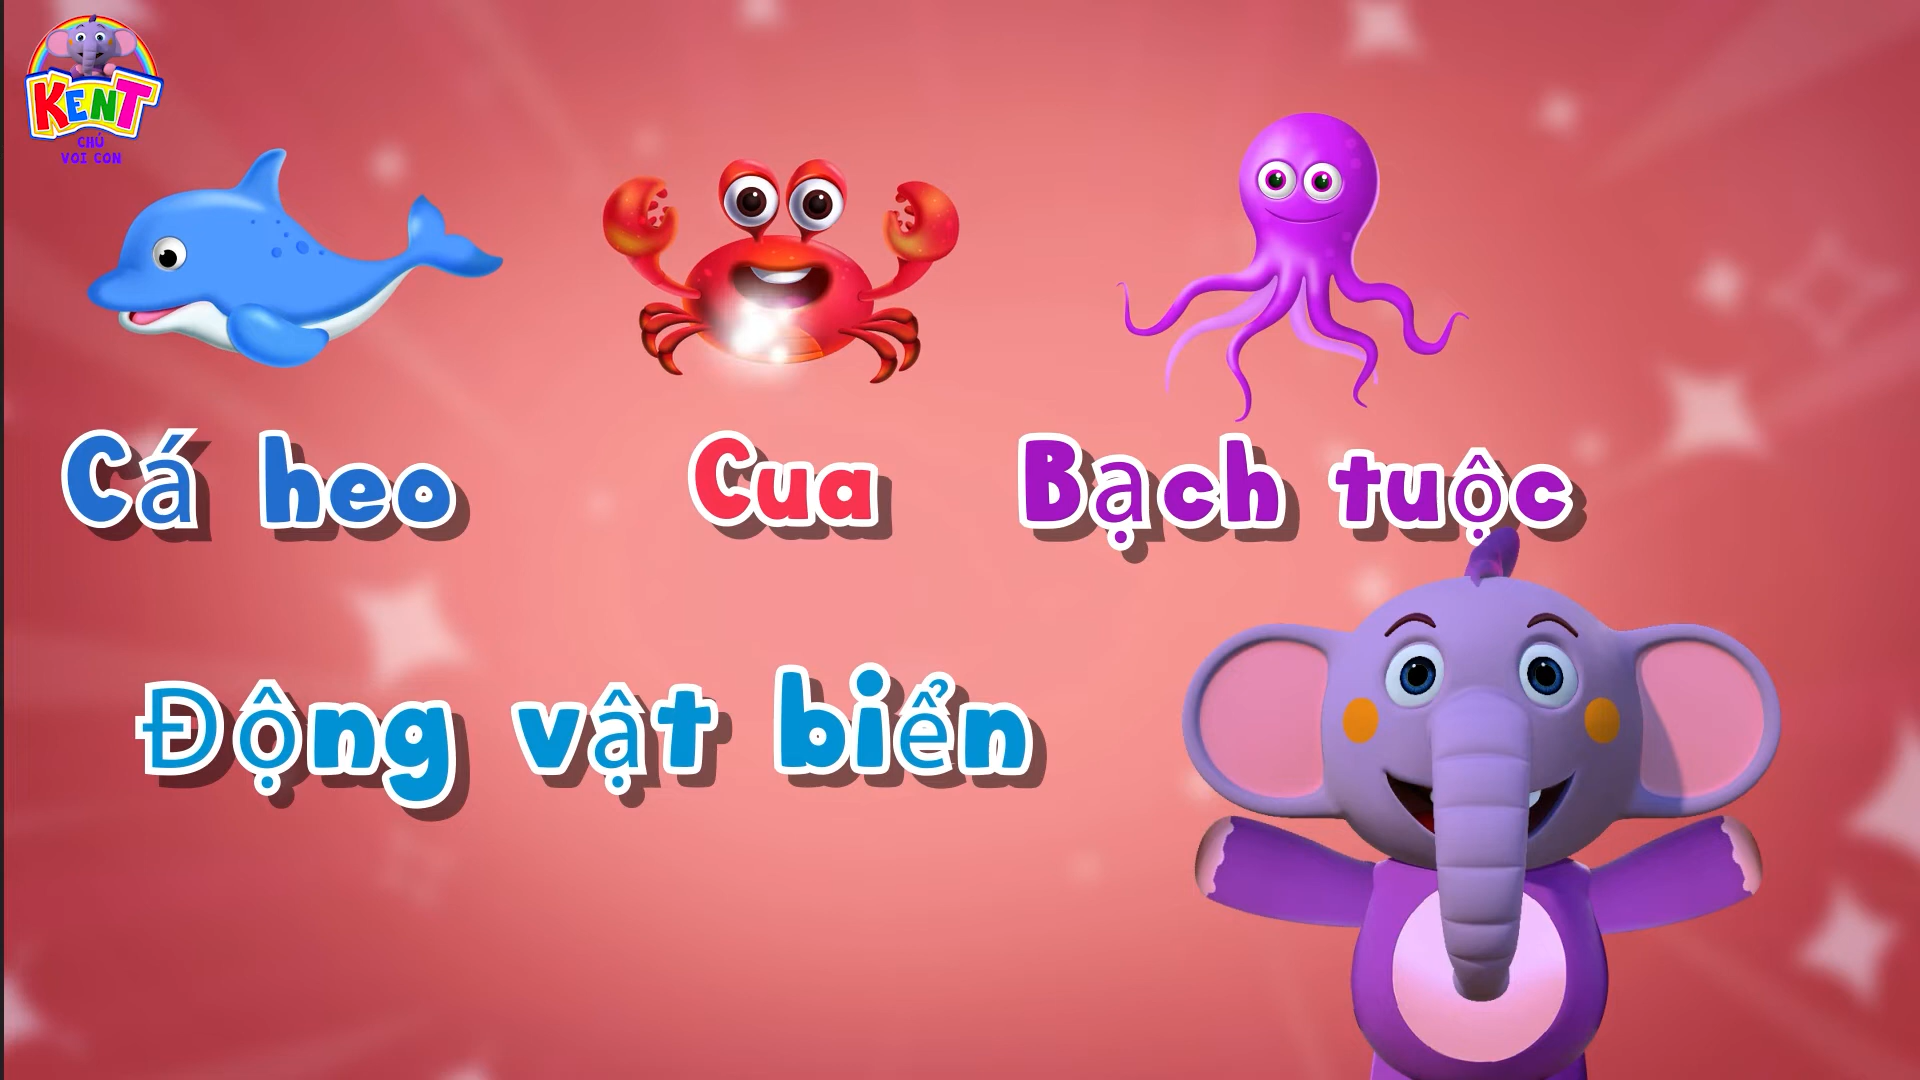 KENT
CHÚ
VOI CON
Cá heo Cua Bạch tuộc
Động vật biển